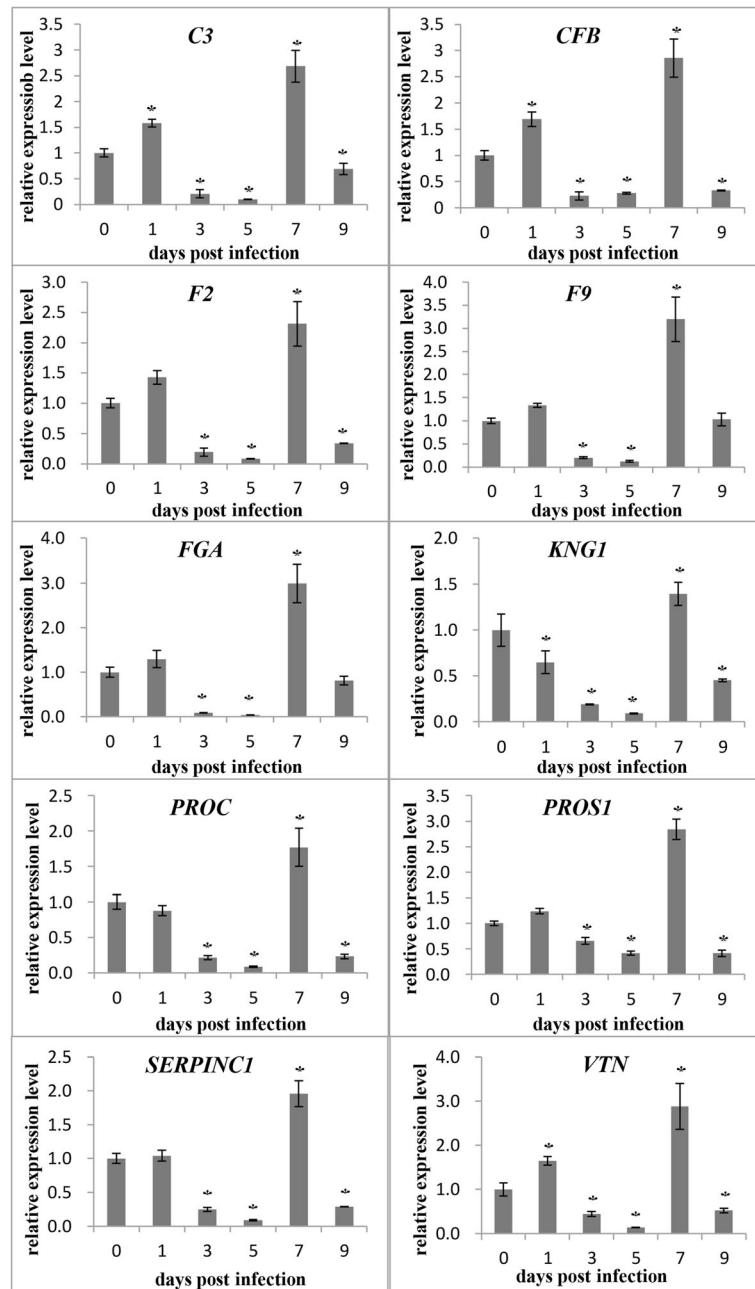 C3
relative expressiob level
3.5
3
2.5
2
1.5
1
0.5
0
* * * * *
0 1 3 5 7 9
days post infection
CFB
relative expression level
3.5
3
2.5
2
1.5
1
0.5
0
* * * * *
0 1 3 5 7 9
days post infection
F2
relative expression level
3.0
2.5
2.0
1.5
1.0
0.5
0.0
* * * *
0 1 3 5 7 9
days post infection
F9
relative expression level
4.0
3.5
3.0
2.5
2.0
1.5
1.0
0.5
0.0
* * *
0 1 3 5 7 9
days post infection
FGA
relative expression level
4.0
3.0
2.0
1.0
0.0
* * *
0 1 3 5 7 9
days post infection
KNG1
relative expression level
2.0
1.5
1.0
0.5
0.0
* * * * *
0 1 3 5 7 9
days post infection
PROC
relative expression level
2.5
2.0
1.5
1.0
0.5
0.0
* * * *
0 1 3 5 7 9
days post infection
PROS1
relative expression level
3.5
3.0
2.5
2.0
1.5
1.0
0.5
0.0
* * * *
0 1 3 5 7 9
days post infection
SERPINC1
relative expression level
2.5
2.0
1.5
1.0
0.5
0.0
* * * *
0 1 3 5 7 9
days post infection
VTN
relative expression level
4.0
3.0
2.0
1.0
0.0
* * * * *
0 1 3 5 7 9
days post infection